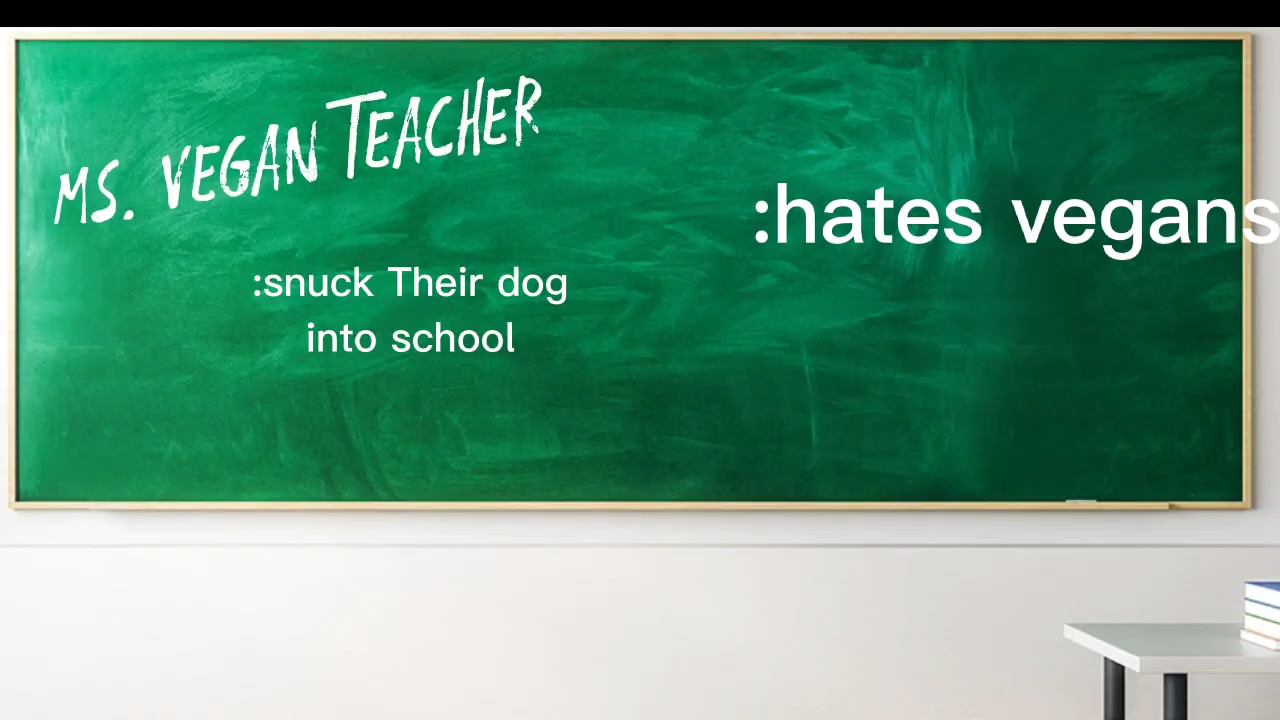 MS. VEGAN TEACHER
:hates vegans
:snuck Their dog
into school